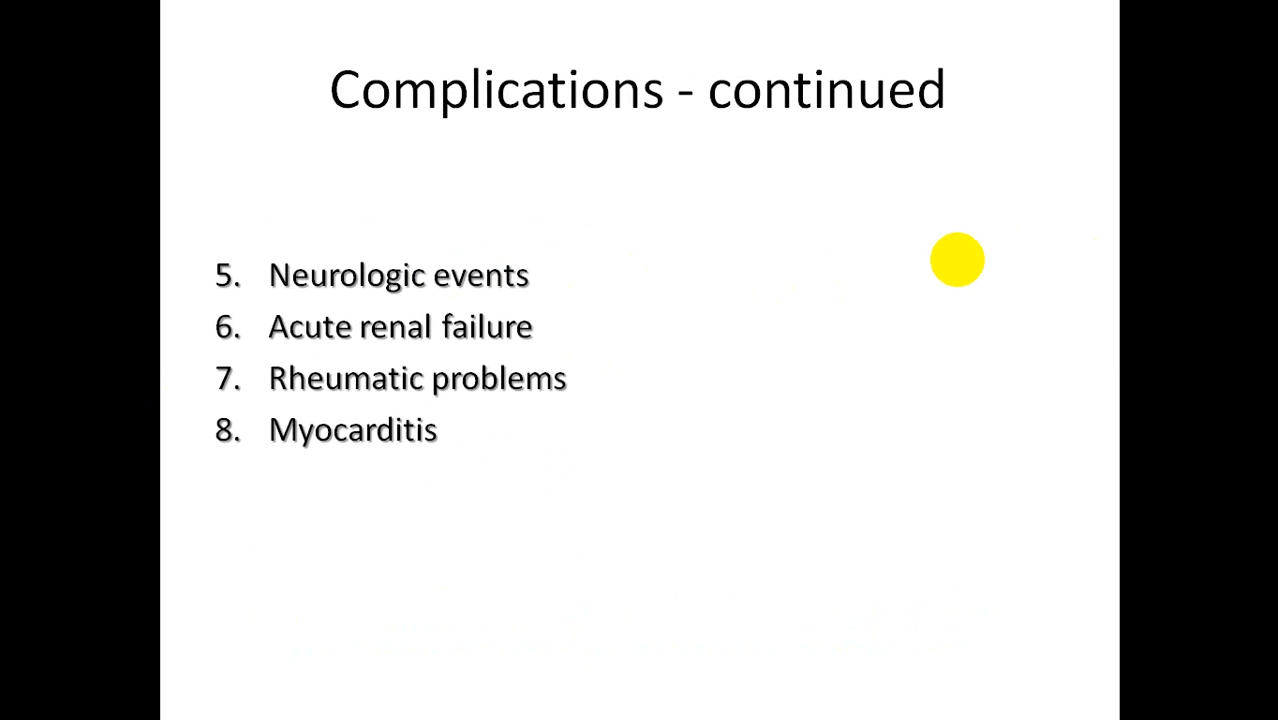 Complications - continued
5. Neurologic events
6. Acute renal failure
7. Rheumatic problems
8. Myocarditis